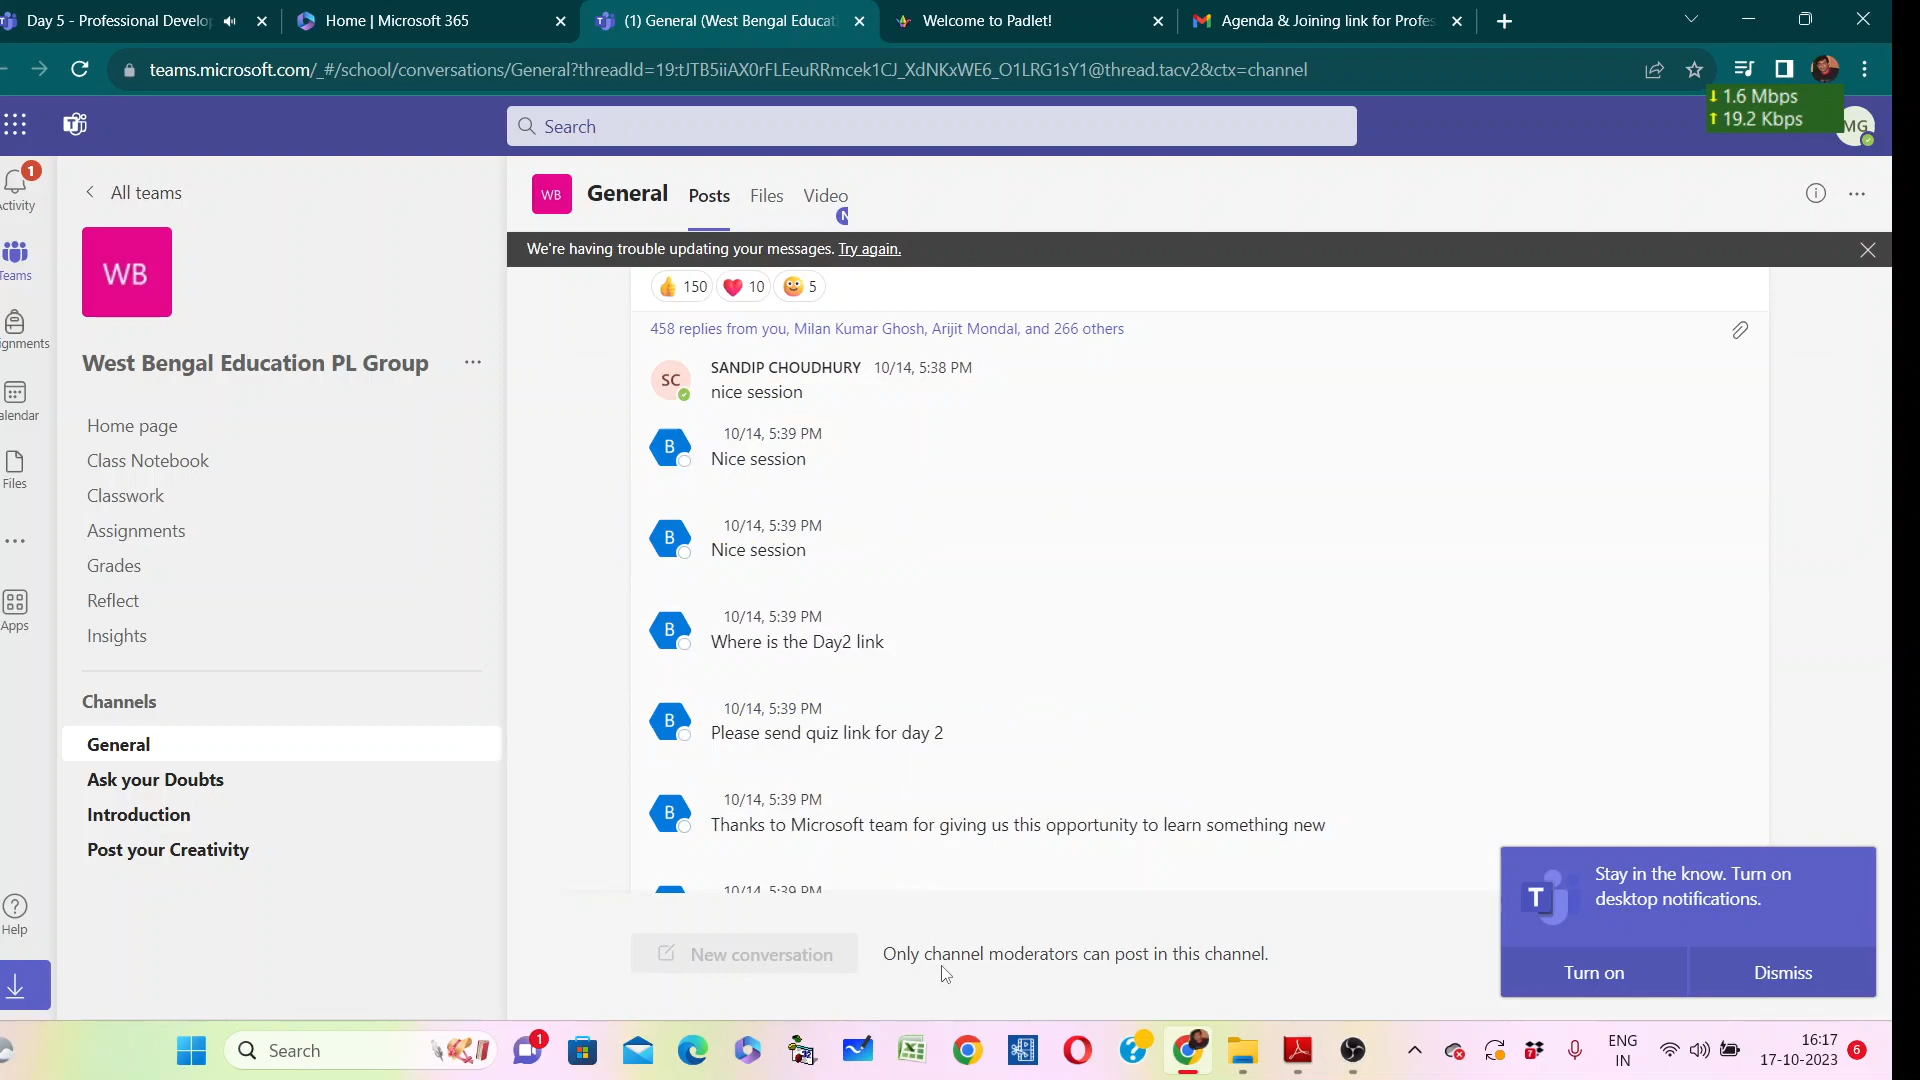 Day 5 - Professional Develo
Home | Microsoft 365
(1) General (West Bengal Educat
Welcome to Padlet!
Agenda & Joining link for Profes
teams.microsoft.com/_#/school/conversations/General?threadId=19:tJTB5iiAX0rFLEeuRRmcek1CJ_XdNKxWE6_O1LRG1sY1@thread.tacv2&ctx=channel
1.6 Mbps
19.2 Kbps
Search
MG
1
Activity
Teams
ignments
alendar
Files
Apps
Help
All teams
WB
West Bengal Education PL Group
Home page
Class Notebook
Classwork
Assignments
Grades
Reflect
Insights
Channels
General
Ask your Doubts
Introduction
Post your Creativity
WB
General
Posts
Files
Video
N
We're having trouble updating your messages. Try again.
150
10
5
458 replies from you, Milan Kumar Ghosh, Arijit Mondal, and 266 others
SC
SANDIP CHOUDHURY 10/14, 5:38 PM
nice session
B
10/14, 5:39 PM
Nice session
B
10/14, 5:39 PM
Nice session
B
10/14, 5:39 PM
Where is the Day2 link
B
10/14, 5:39 PM
Please send quiz link for day 2
B
10/14, 5:39 PM
Thanks to Microsoft team for giving us this opportunity to learn something new
10/14, 5:39 PM
New conversation
Only channel moderators can post in this channel.
T
Stay in the know. Turn on
desktop notifications.
Turn on
Dismiss
Search
1
ENG
IN
16:17
17-10-2023
6